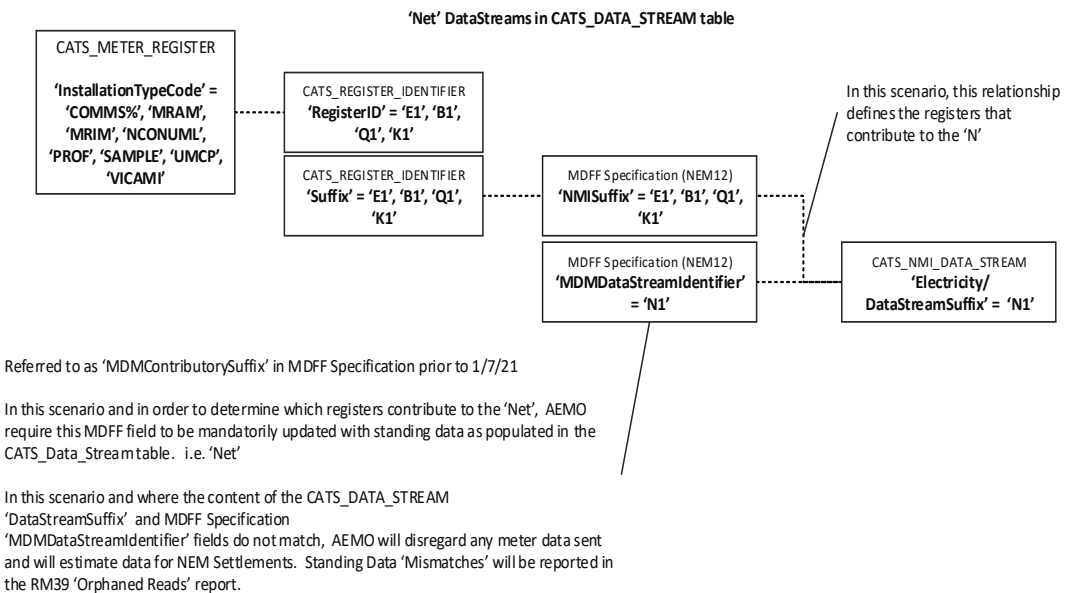 ‘Net’ DataStreams in CATS_DATA_STREAM table
CATS_METER_REGISTER
‘InstallationTypeCode’ =
‘COMMS%’, ‘MRAM’,
‘MRIM’, ‘NCONUML’,
‘PROF’, ‘SAMPLE’, ‘UMCP’,
‘VICAMI’
CATS_REGISTER_IDENTIFIER
‘RegisterID’ = ‘E1’, ‘B1’,
‘Q1’, ‘K1’
CATS_REGISTER_IDENTIFIER
‘Suffix’ = ‘E1’, ‘B1’, ‘Q1’,
‘K1’
MDFF Specification (NEM12)
‘NMISuffix’ = ‘E1’, ‘B1’, ‘Q1’,
‘K1’
MDFF Specification (NEM12)
‘MDMDataStreamIdentifier’
= ‘N1’
In this scenario, this relationship
defines the registers that
contribute to the ‘N’
CATS_NMI_DATA_STREAM
‘Electricity/
DataStreamSuffix’ = ‘N1’
Referred to as ‘MDMContributorySuffix’ in MDFF Specification prior to 1/7/21
In this scenario and in order to determine which registers contribute to the ‘Net’, AEMO
require this MDFF field to be mandatorily updated with standing data as populated in the
CATS_Data_Stream table. i.e. ‘Net’
In this scenario and where the content of the CATS_DATA_STREAM
‘DataStreamSuffix’ and MDFF Specification
‘MDMDataStreamIdentifier’ fields do not match, AEMO will disregard any meter data sent
and will estimate data for NEM Settlements. Standing Data ‘Mismatches’ will be reported in
the RM39 ‘Orphaned Reads’ report.